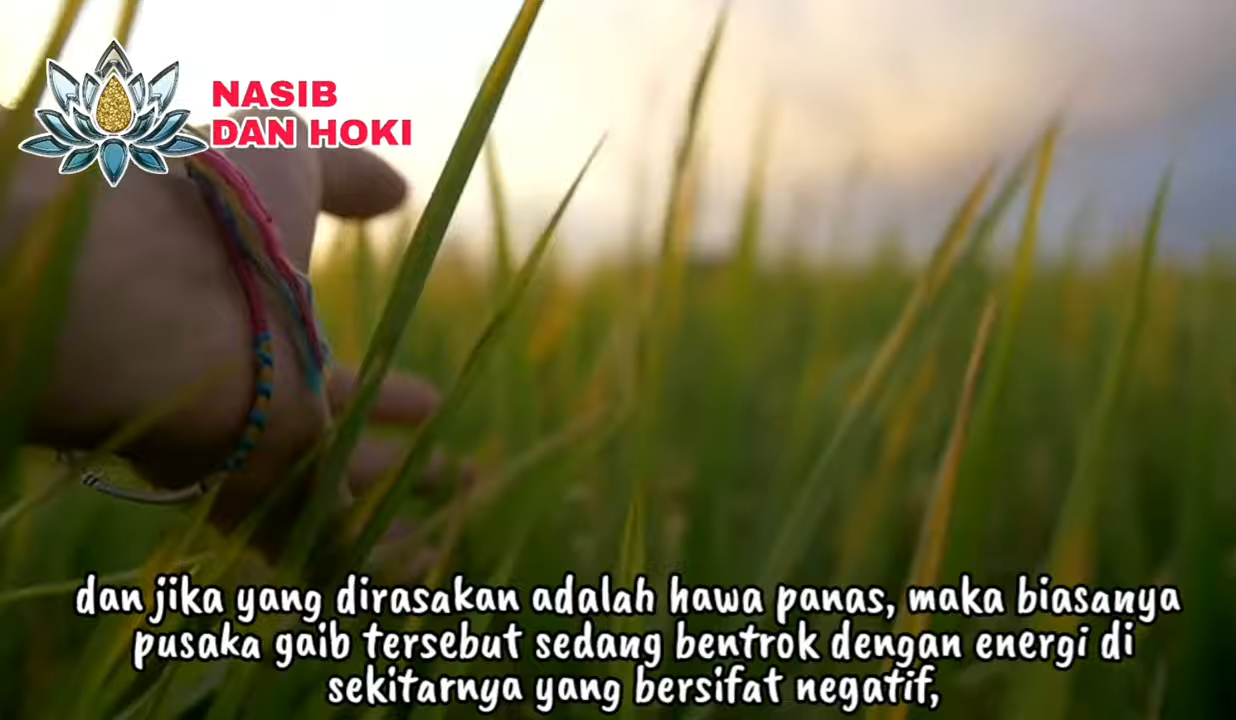 NASIB
DAN HOKI
dan jika yang dirasakan adalah hawa panas, maka biasanya
pusaka gaib tersebut sedang bentrok dengan energi di
sekitarnya yang bersifat negatif,